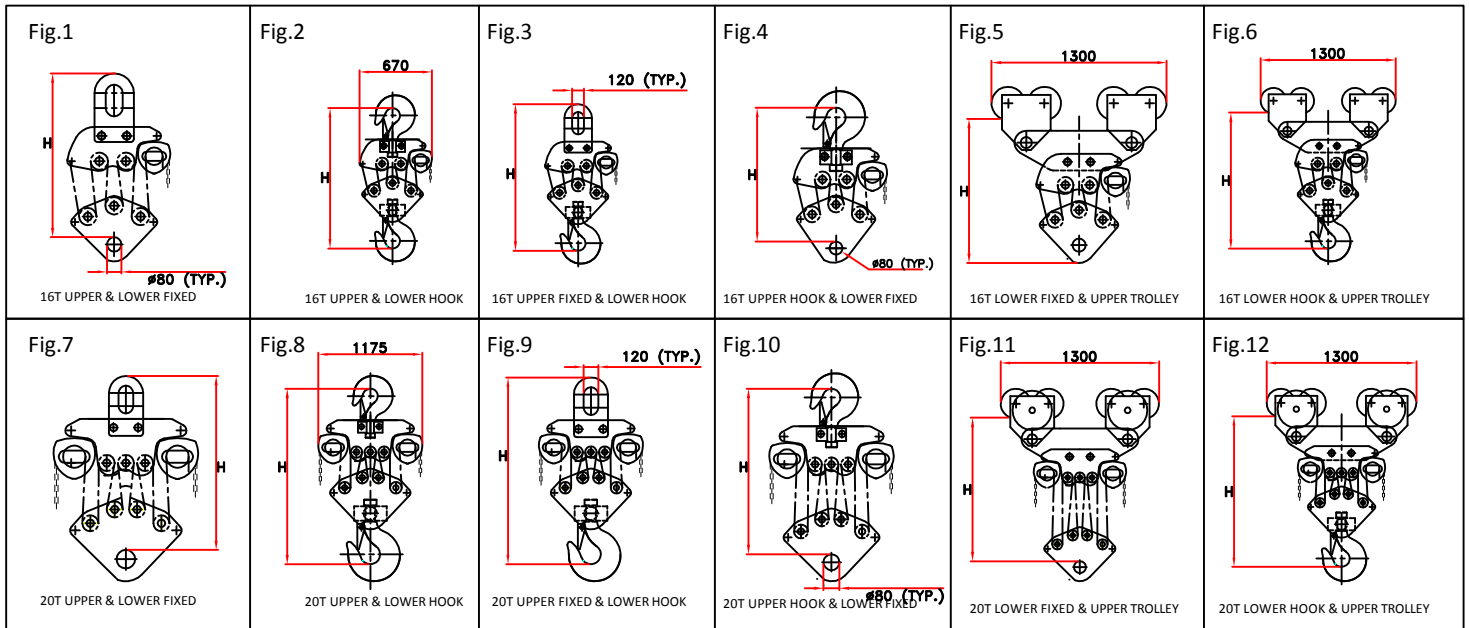 Fig.1
H
ø80 (TYP.)
16T UPPER & LOWER FIXED
Fig.2
670
H
16T UPPER & LOWER HOOK
Fig.3
120 (TYP.)
H
16T UPPER FIXED & LOWER HOOK
Fig.4
H
ø80 (TYP.)
16T UPPER HOOK & LOWER FIXED
Fig.5
1300
H
16T LOWER FIXED & UPPER TROLLEY
Fig.6
1300
H
16T LOWER HOOK & UPPER TROLLEY
Fig.7
H
20T UPPER & LOWER FIXED
Fig.8
1175
H
20T UPPER & LOWER HOOK
Fig.9
120 (TYP.)
H
20T UPPER FIXED & LOWER HOOK
Fig.10
H
ø80 (TYP.)
20T UPPER HOOK & LOWER FIXED
Fig.11
1300
H
20T LOWER FIXED & UPPER TROLLEY
Fig.12
1300
H
20T LOWER HOOK & UPPER TROLLEY